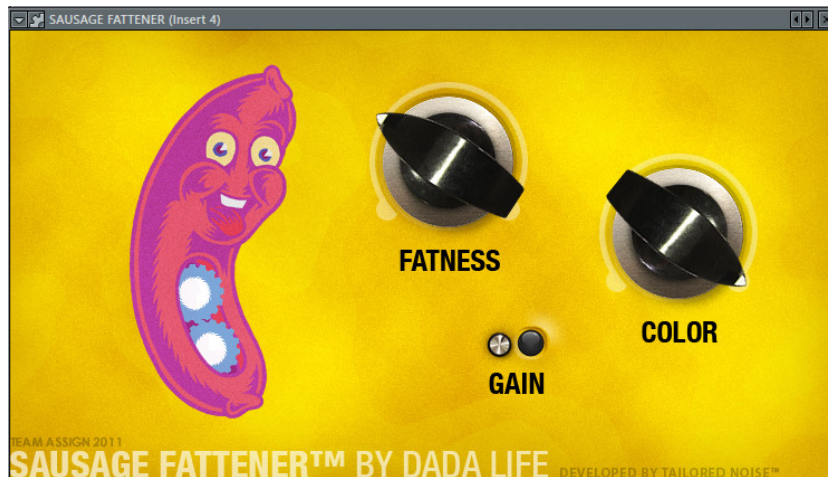 SAUSAGE FATTENER (Insert 4)
FATNESS
COLOR
GAIN
TEAM ASSIGN 2011
SAUSAGE FATTENER™ BY DADA LIFE DEVELOPED BY TAILORED NOISE™